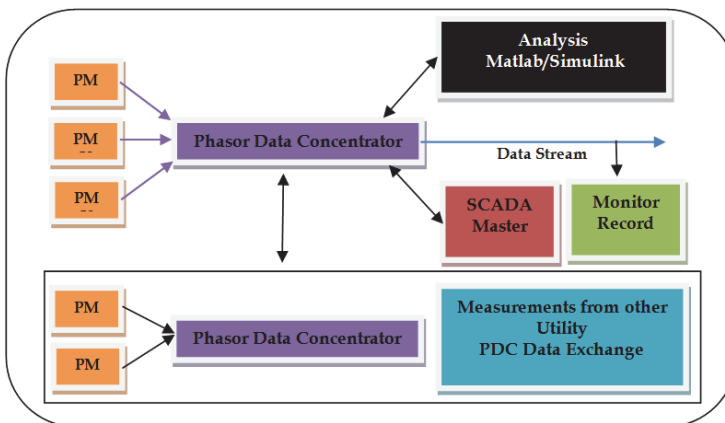 Analysis
Matlab/Simulink
PM
PM
PM
Phasor Data Concentrator
Data Stream
SCADA
Master
Monitor
Record
PM
PM
Phasor Data Concentrator
Measurements from other
Utility
PDC Data Exchange